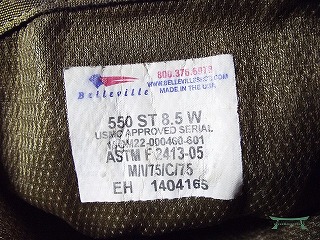 800.376.6978
WWW.BELLEVILLESHOE.COM
MADE IN THE USA
Belleville
550 ST 8.5 W
USMC APPROVED SERIAL
ASTM F 2413-05
M/I/75/C/75
EH 1404165